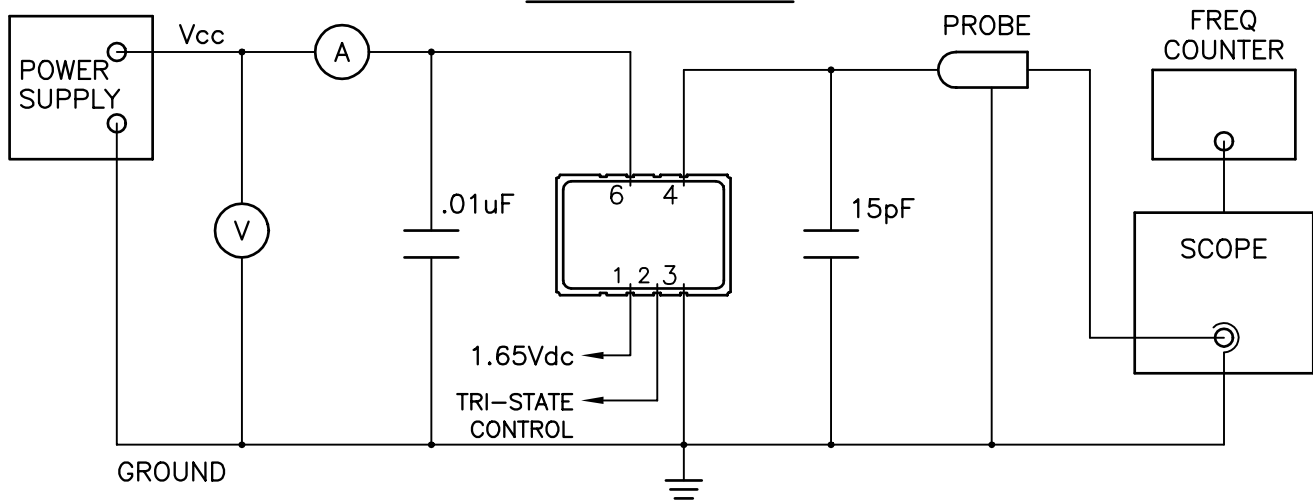 Vcc
POWER
SUPPLY
A
V
.01uF
6 4
1 2 3
1.65Vdc
TRI-STATE
CONTROL
GROUND
15pF
PROBE
FREQ
COUNTER
SCOPE